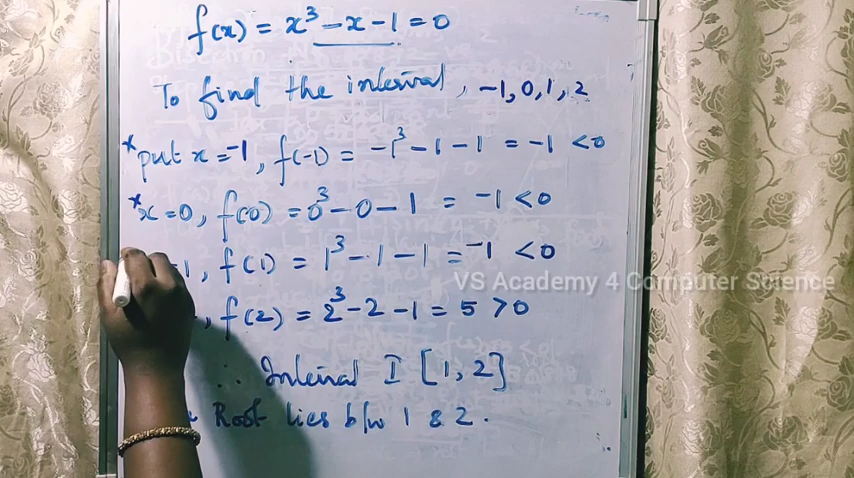 f(x) = x³ - x - 1 = 0
To find the interval, -1, 0, 1, 2
* put x = -1, f(-1) = -1³ - 1 - 1 = -1 < 0
* x = 0, f(0) = 0³ - 0 - 1 = -1 < 0
1, f(1) = 1³ - 1 - 1 = -1 < 0
VS Academy 4 Computer Science
, f(2) = 2³ - 2 - 1 = 5 > 0
∴ Interval I [1, 2]
Root lies b/w 1 & 2.